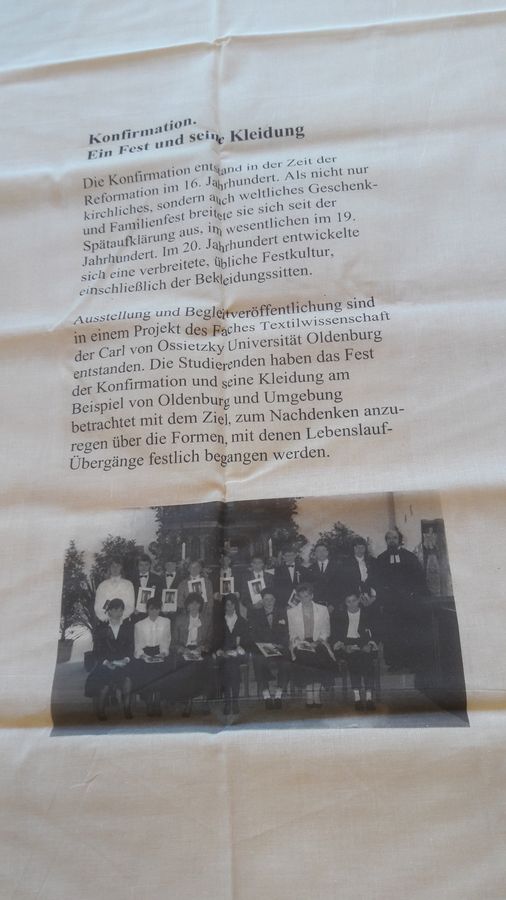 Konfirmation.
Ein Fest und seine Kleidung
Die Konfirmation entstand in der Zeit der
Reformation im 16. Jahrhundert. Als nicht nur
kirchliches, sondern auch weltliches Geschenk-
und Familienfest breitete sie sich seit der
Spätaufklärung aus, im wesentlichen im 19.
Jahrhundert. Im 20. Jahrhundert entwickelte
sich eine verbreitete, übliche Festkultur,
einschließlich der Bekleidungssitten.
Ausstellung und Begleitveröffentlichung sind
in einem Projekt des Faches Textilwissenschaft
der Carl von Ossietzky Universität Oldenburg
entstanden. Die Studierenden haben das Fest
der Konfirmation und seine Kleidung am
Beispiel von Oldenburg und Umgebung
betrachtet mit dem Ziel, zum Nachdenken anzu-
regen über die Formen, mit denen Lebenslauf-
Übergänge festlich begangen werden.